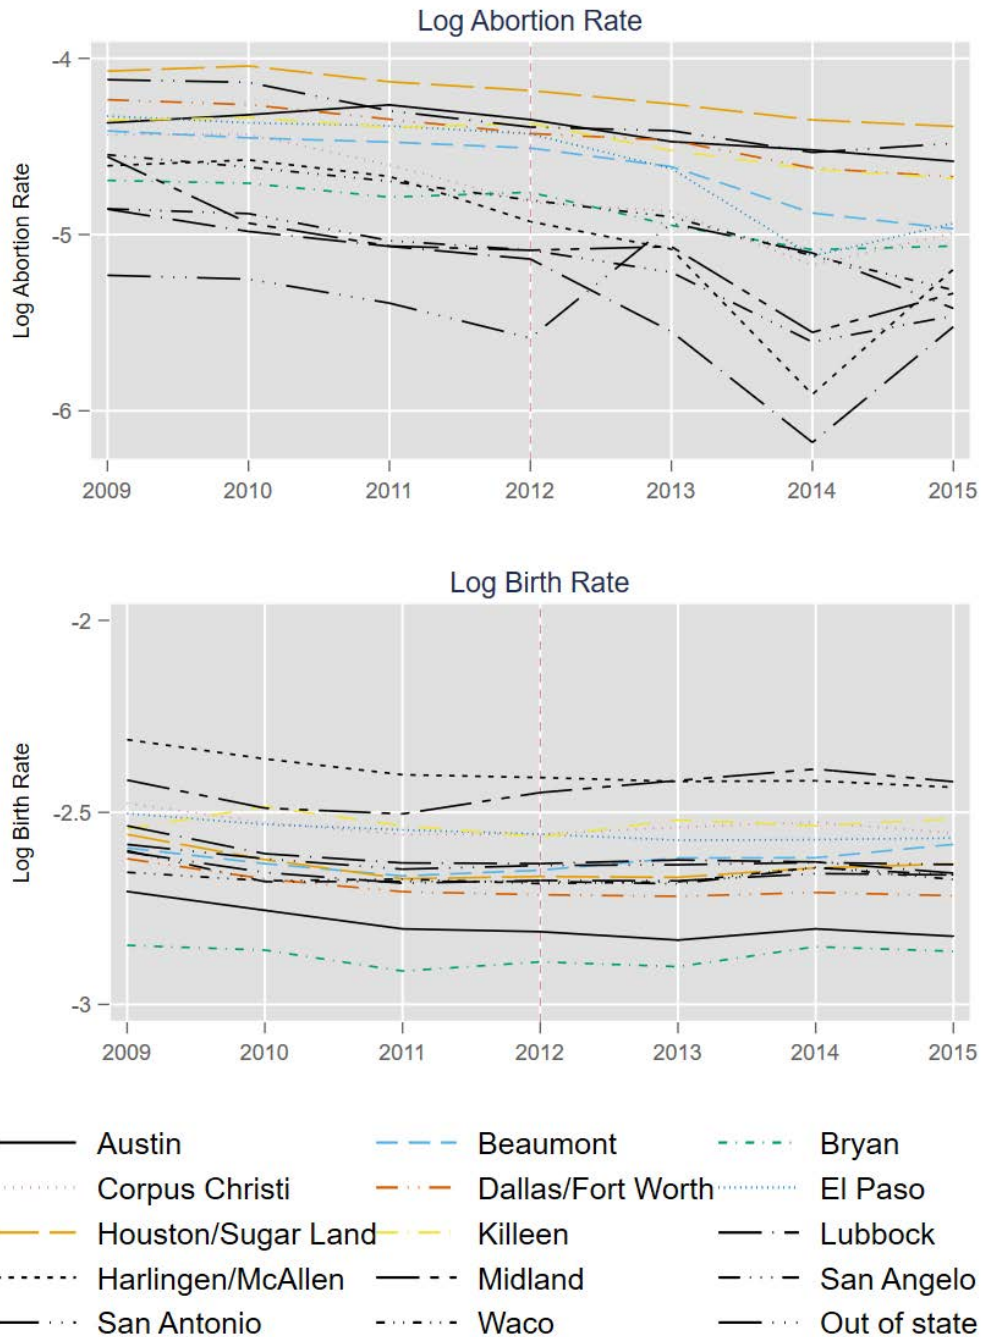 Log Abortion Rate
-4
-5
-6
Log Abortion Rate
2009 2010 2011 2012 2013 2014 2015
Log Birth Rate
-2
-2.5
-3
Log Birth Rate
2009 2010 2011 2012 2013 2014 2015
Austin Beaumont Bryan
Corpus Christi Dallas/Fort Worth El Paso
Houston/Sugar Land Killeen Lubbock
Harlingen/McAllen Midland San Angelo
San Antonio Waco Out of state